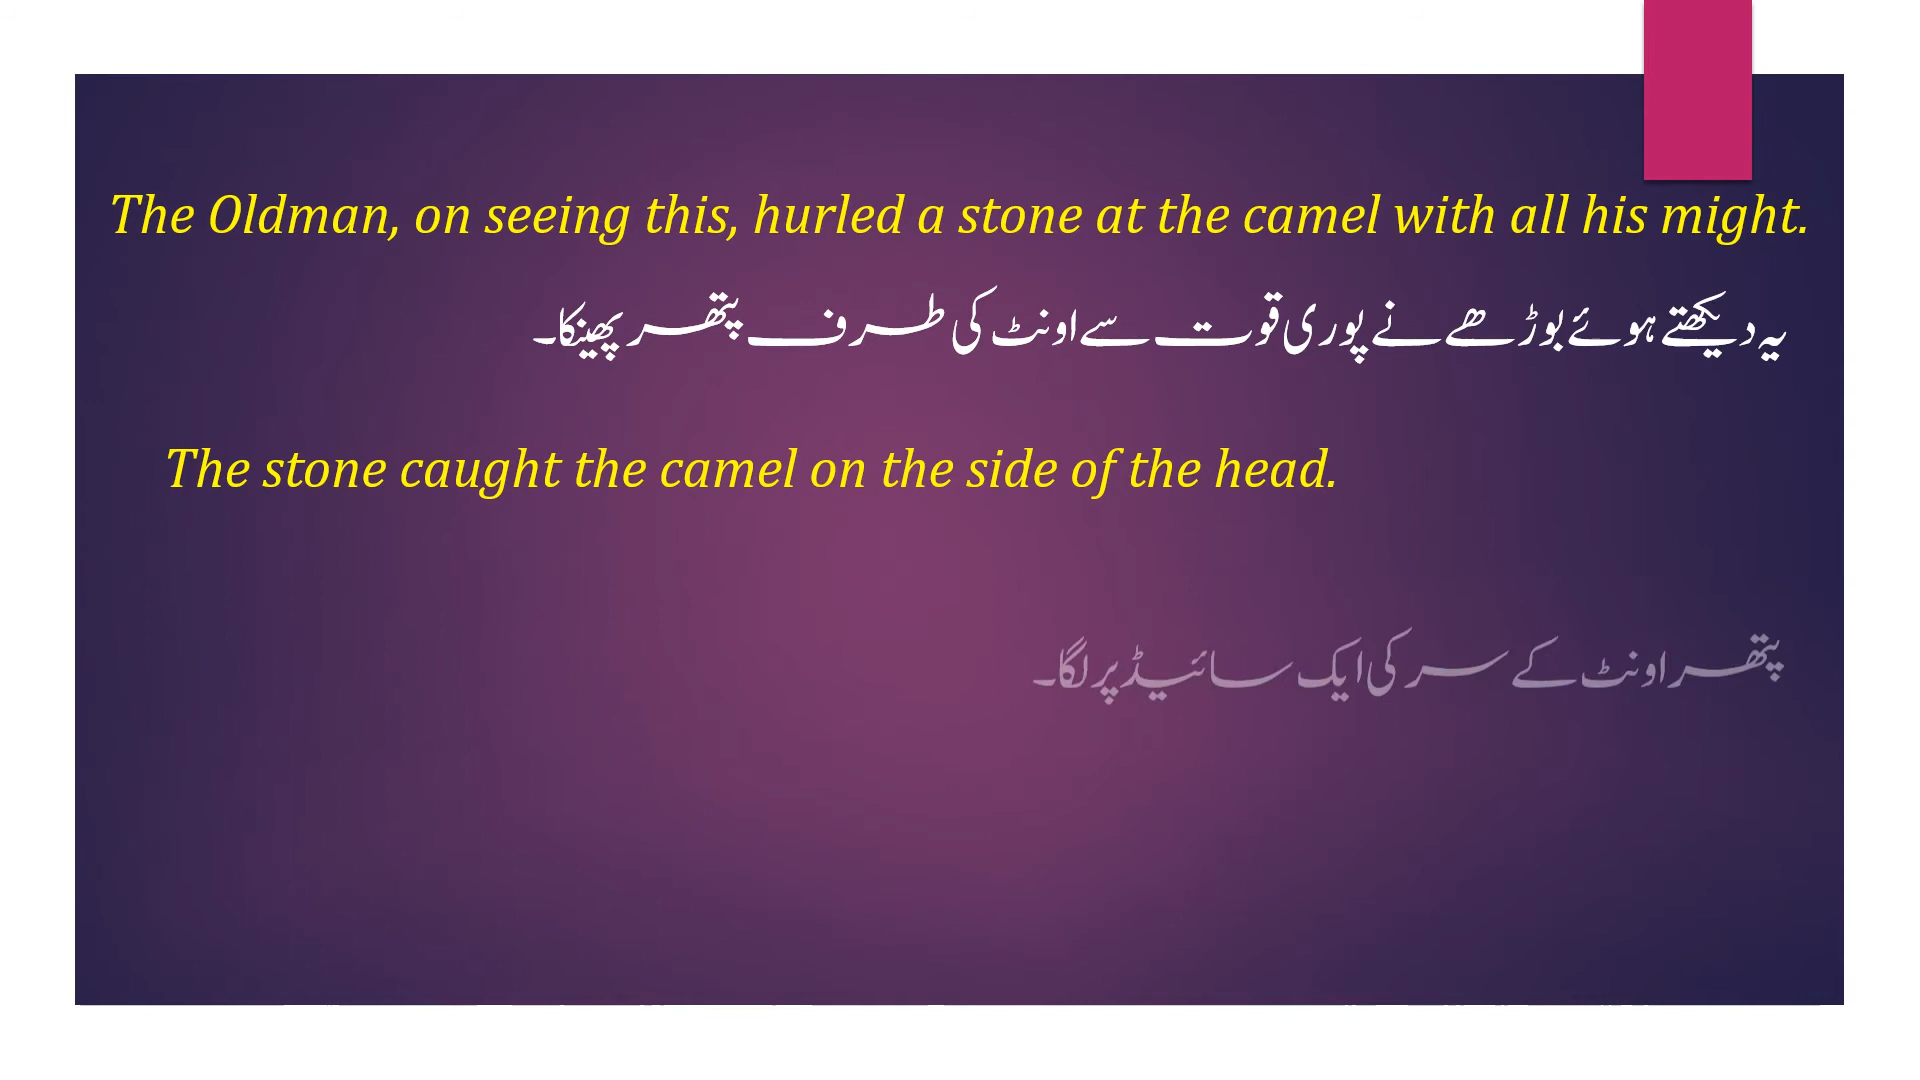 The Oldman, on seeing this, hurled a stone at the camel with all his might.
یہ دیکھتے ہوئے بوڑھے نے پوری قوت سے اونٹ کی طرف پتھر پھینکا۔
The stone caught the camel on the side of the head.
پتھر اونٹ کے سر کی ایک سائیڈ پر لگا۔